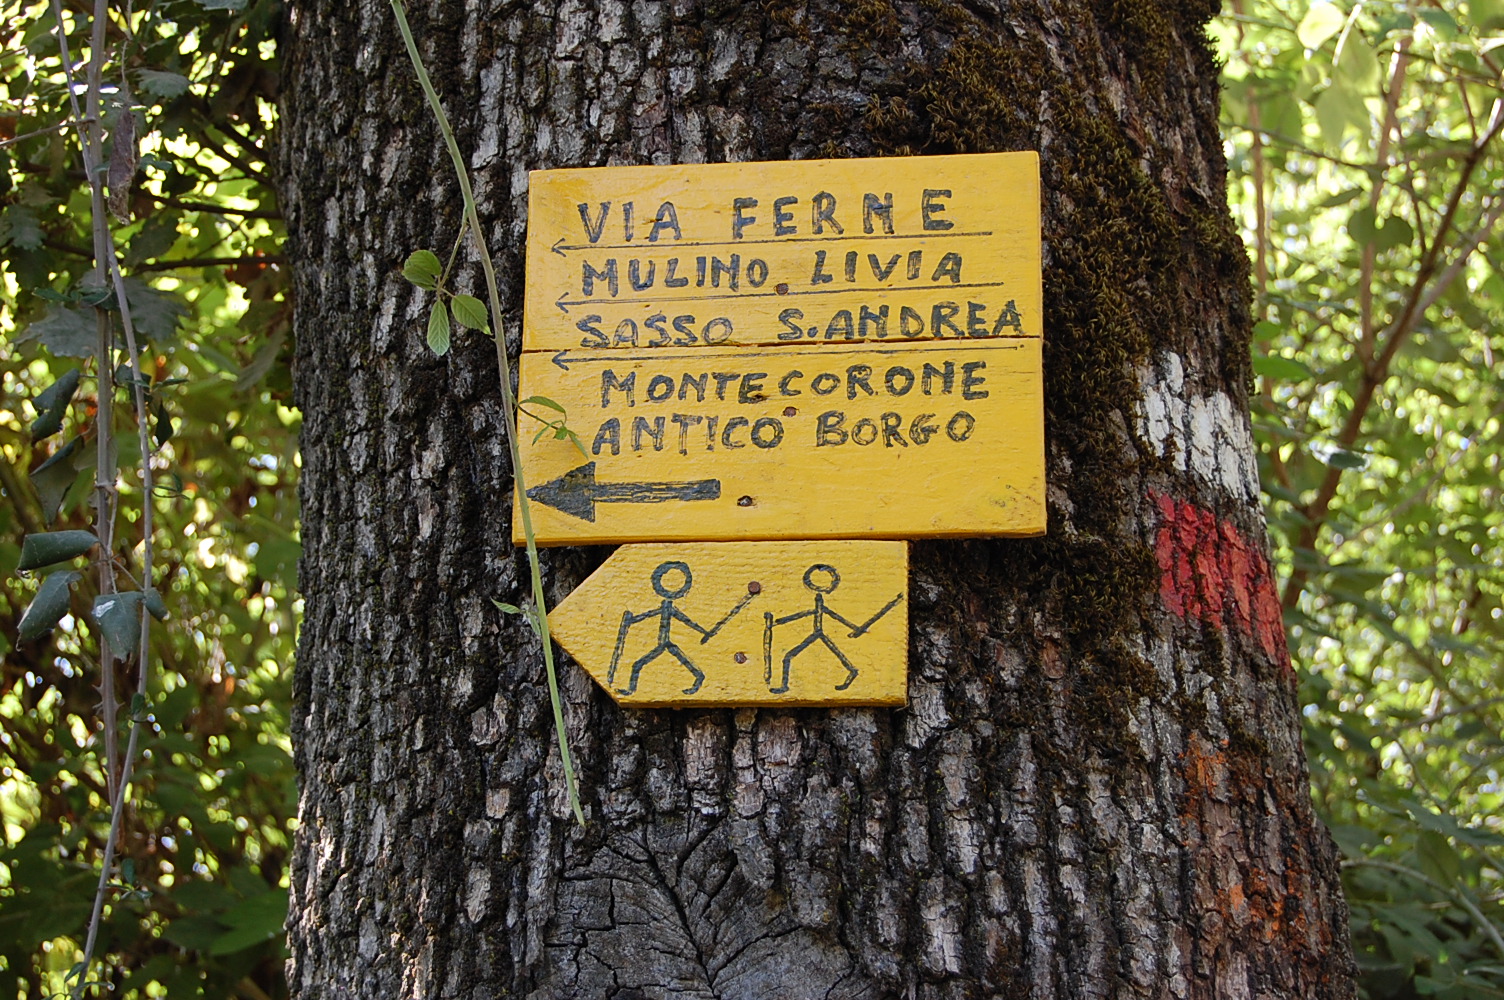 VIA FERNE
MULINO LIVIA
SASSO S.ANDREA
MONTECORONE
ANTICO BORGO